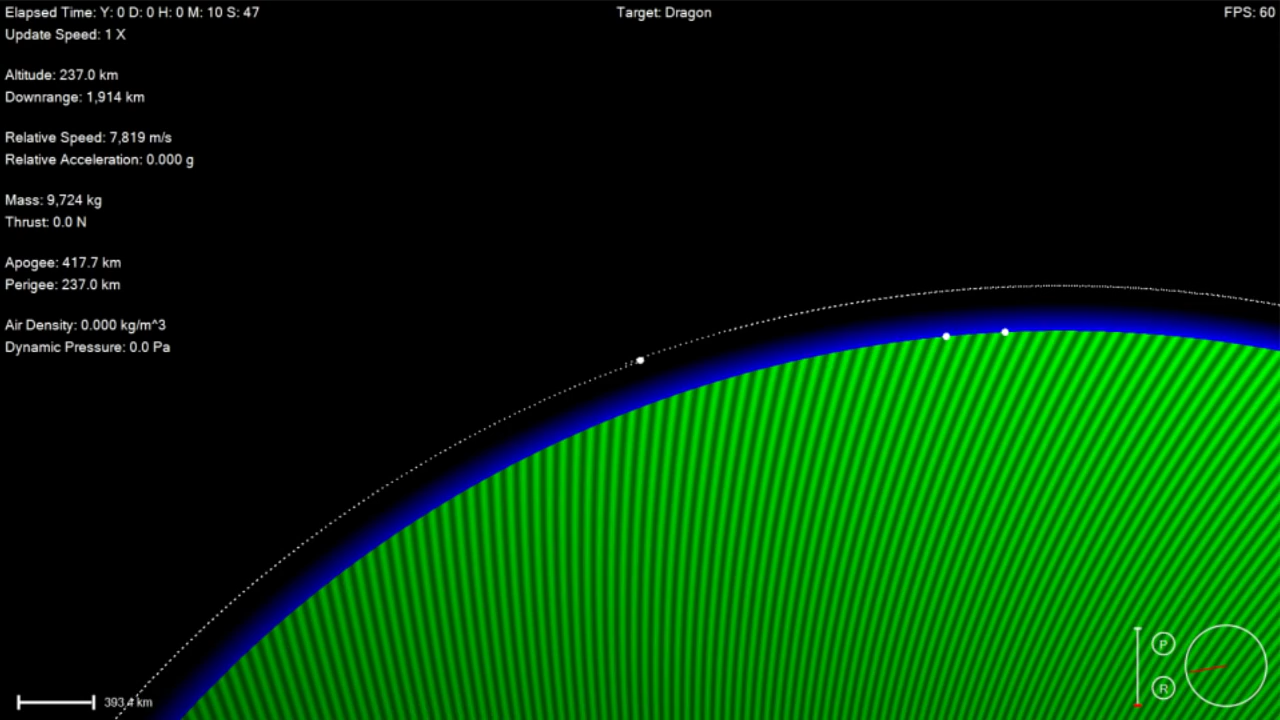 Elapsed Time: Y: 0 D: 0 H: 0 M: 10 S: 47
Target: Dragon
FPS: 60
Update Speed: 1 X
Altitude: 237.0 km
Downrange: 1,914 km
Relative Speed: 7,819 m/s
Relative Acceleration: 0.000 g
Mass: 9,724 kg
Thrust: 0.0 N
Apogee: 417.7 km
Perigee: 237.0 km
Air Density: 0.000 kg/m^3
Dynamic Pressure: 0.0 Pa
P
R
393.4 km